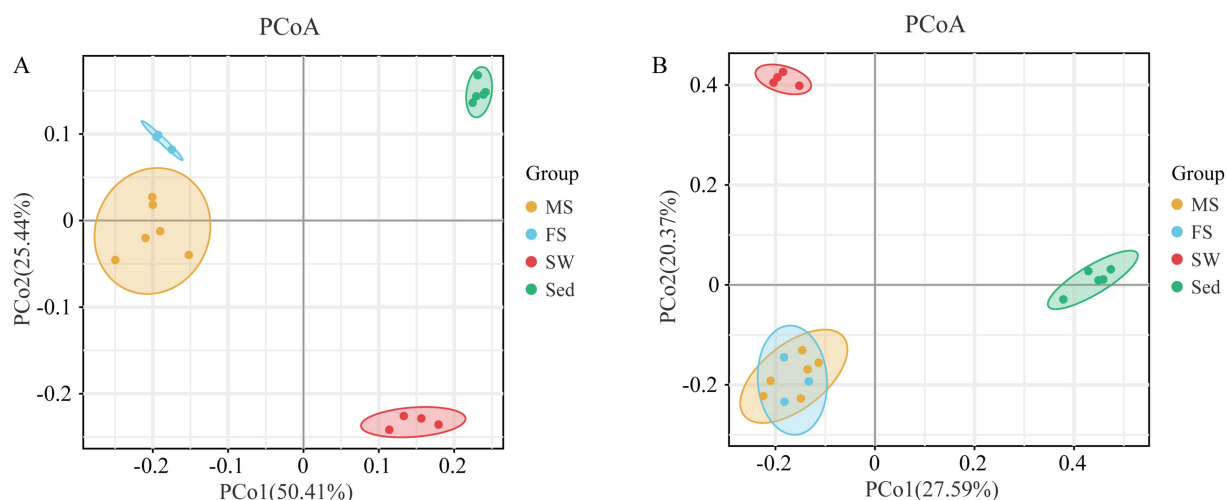 PCoA
A
0.1
0
-0.1
-0.2
-0.2
-0.1
0
0.1
0.2
PCo1(50.41%)
PCo2(25.44%)
Group
MS
FS
SW
Sed
PCoA
B
0.4
0.2
0
-0.2
-0.2
0
0.2
0.4
PCo1(27.59%)
PCo2(20.37%)
Group
MS
FS
SW
Sed